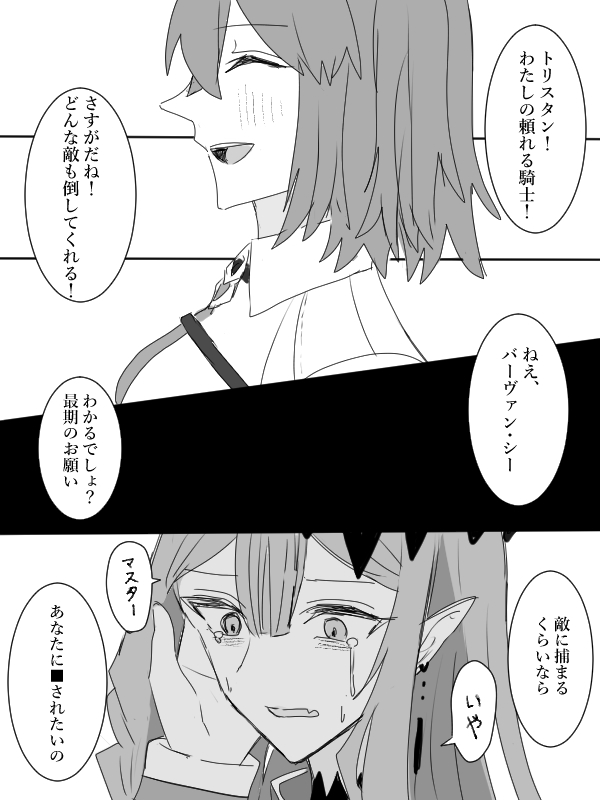 トリスタン！
わたしの頼れる騎士！
さすがだね！
どんな敵も倒してくれる！
ねえ、
バーヴァン・シー
わかるでしょ？
最期のお願い
敵に捕まる
くらいなら
いや
マスター
あなたに■されたいの